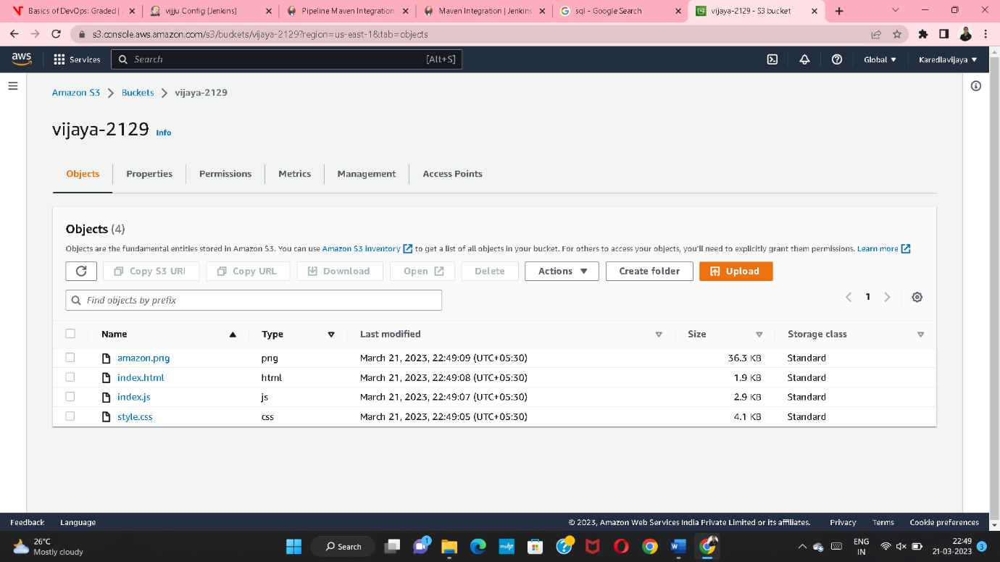 Basics of DevOps: Graded | A
vijju Config [Jenkins]
Pipeline Maven Integration
Maven Integration | Jenkins
sql - Google Search
vijaya-2129 - S3 bucket
s3.console.aws.amazon.com/s3/buckets/vijaya-2129?region=us-east-1&tab=objects
aws
Services
Search
[Alt+S]
Global
Karedlavijaya
Amazon S3
Buckets
vijaya-2129
vijaya-2129 Info
Objects
Properties
Permissions
Metrics
Management
Access Points
Objects (4)
Objects are the fundamental entities stored in Amazon S3. You can use Amazon S3 inventory to get a list of all objects in your bucket. For others to access your objects, you'll need to explicitly grant them permissions. Learn more
Copy S3 URI
Copy URL
Download
Open
Delete
Actions
Create folder
Upload
Find objects by prefix
1
Name Type Last modified Size Storage class
amazon.png png March 21, 2023, 22:49:09 (UTC+05:30) 36.3 KB Standard
index.html html March 21, 2023, 22:49:08 (UTC+05:30) 1.9 KB Standard
index.js js March 21, 2023, 22:49:07 (UTC+05:30) 2.9 KB Standard
style.css css March 21, 2023, 22:49:05 (UTC+05:30) 4.1 KB Standard
Feedback
Language
© 2023, Amazon Web Services India Private Limited or its affiliates.
Privacy
Terms
Cookie preferences
26°C
Mostly cloudy
Search
1
myhp
ENG
IN
22:49
21-03-2023
3